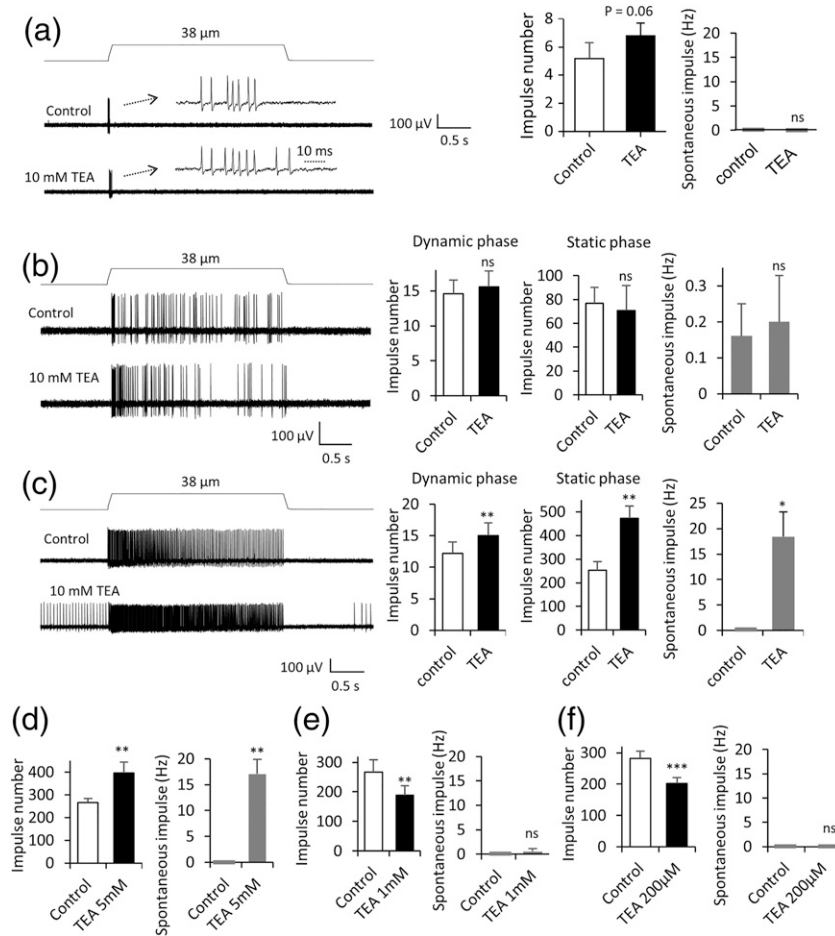 (a)
38 μm
Control
10 mM TEA
10 ms
100 μV
0.5 s
Impulse number
8
6
4
2
0
P = 0.06
Control
TEA
Spontaneous impulse (Hz)
20
15
10
5
0
ns
control
TEA
(b)
38 μm
Control
10 mM TEA
100 μV
0.5 s
Dynamic phase
Impulse number
20
15
10
5
0
ns
Control
TEA
Static phase
Impulse number
100
80
60
40
20
0
ns
Control
TEA
Spontaneous impulse (Hz)
0.3
0.2
0.1
0
ns
Control
TEA
(c)
38 μm
Control
10 mM TEA
100 μV
0.5 s
Dynamic phase
Impulse number
20
15
10
5
0
**
control
TEA
Static phase
Impulse number
500
400
300
200
100
0
**
control
TEA
Spontaneous impulse (Hz)
25
20
15
10
5
0
*
control
TEA
(d)
Impulse number
400
200
0
**
Control
TEA 5mM
Spontaneous impulse (Hz)
20
15
10
5
0
**
Control
TEA 5mM
(e)
Impulse number
300
200
100
0
**
Control
TEA 1mM
Spontaneous impulse (Hz)
20
15
10
5
0
ns
Control
TEA 1mM
(f)
Impulse number
300
200
100
0
***
Control
TEA 200μM
Spontaneous impulse (Hz)
20
15
10
5
0
ns
Control
TEA 200μM